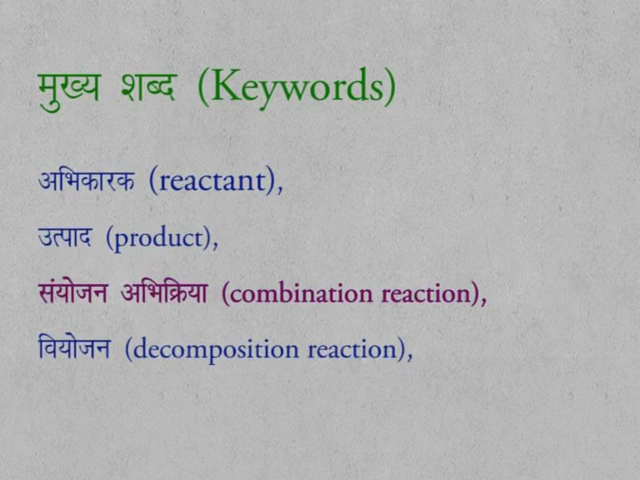 मुख्य शब्द (Keywords)
अभिकारक (reactant),
उत्पाद (product),
संयोजन अभिक्रिया (combination reaction),
वियोजन (decomposition reaction),